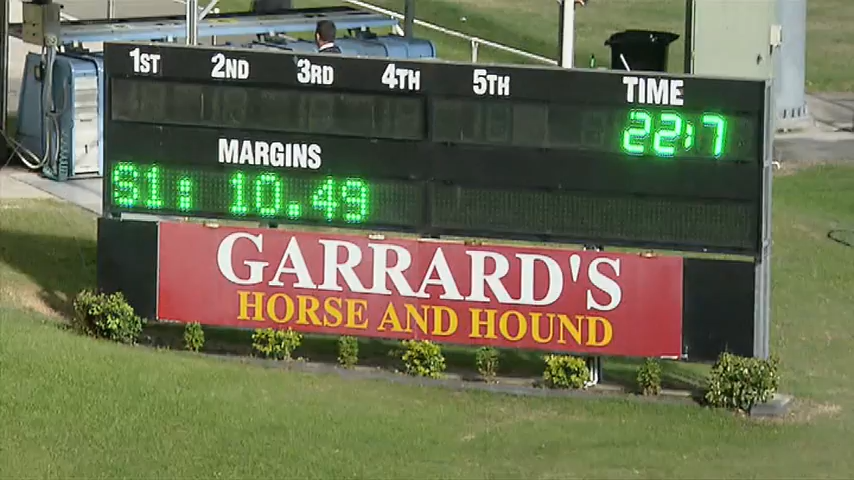 1ST 2ND 3RD 4TH 5TH TIME
22:7
MARGINS
S1: 10.49
GARRARD'S
HORSE AND HOUND